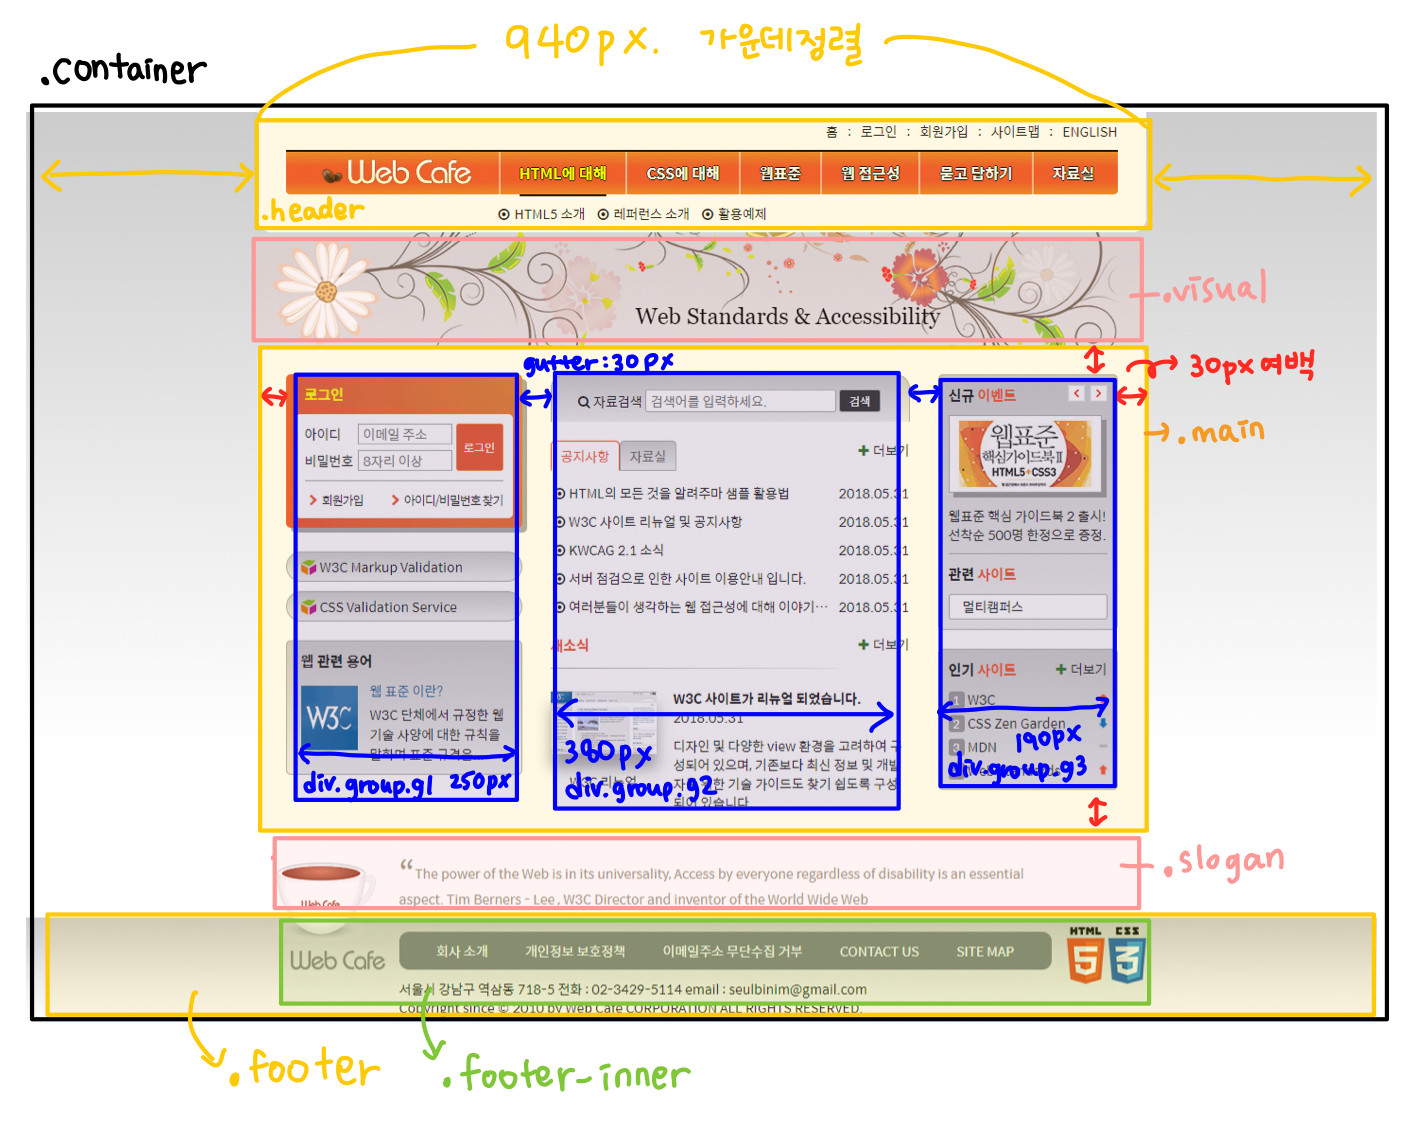 940px. 가운데정렬
.container
홈 : 로그인 : 회원가입 : 사이트맵 : ENGLISH
Web Cafe HTML에 대해 CSS에 대해 웹표준 웹 접근성 묻고 답하기 자료실
.header
HTML5 소개 레퍼런스 소개 활용예제
.visual
Web Standards & Accessibility
gutter:30px
30px 여백
.main
로그인
아이디 이메일 주소
비밀번호 8자리 이상
로그인
회원가입 아이디/비밀번호 찾기
W3C Markup Validation
CSS Validation Service
웹 관련 용어
W3C
웹 표준 이란?
W3C 단체에서 규정한 웹
기술 사양에 대한 규칙을
div.group.g1 250px
자료검색 검색어를 입력하세요. 검색
공지사항 자료실 더보기
HTML의 모든 것을 알려주마 샘플 활용법 2018.05.31
W3C 사이트 리뉴얼 및 공지사항 2018.05.31
KWCAG 2.1 소식 2018.05.31
서버 점검으로 인한 사이트 이용안내 입니다. 2018.05.31
여러분들이 생각하는 웹 접근성에 대해 이야기… 2018.05.31
새소식 더보기
W3C 사이트가 리뉴얼 되었습니다.
2018.05.31
디자인 및 다양한 view 환경을 고려하여 구
성되어 있으며, 기존보다 최신 정보 및 개발
한 기술 가이드도 찾기 쉽도록 구성
되어 있습니다
W3C 리뉴얼
380px
div.group.g2
신규 이벤트
웹표준
핵심가이드북Ⅱ
HTML5+CSS3
웹표준 핵심 가이드북 2 출시!
선착순 500명 한정으로 증정.
관련 사이트
멀티캠퍼스
인기 사이트 더보기
1 W3C
2 CSS Zen Garden
3 MDN
190px
div.group.g3
.slogan
“The power of the Web is in its universality, Access by everyone regardless of disability is an essential
aspect. Tim Berners - Lee , W3C Director and inventor of the World Wide Web
Web Cafe
Web Cafe
회사 소개 개인정보 보호정책 이메일주소 무단수집 거부 CONTACT US SITE MAP
HTML 5 CSS 3
서울시 강남구 역삼동 718-5 전화 : 02-3429-5114 email : seulbinim@gmail.com
Copyright since © 2010 by Web Cafe CORPORATION ALL RIGHTS RESERVED.
.footer
.footer-inner